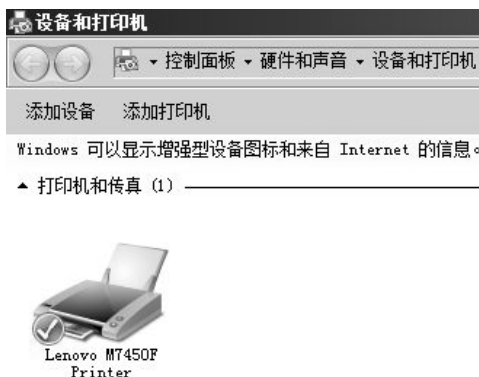 设备和打印机
控制面板 ▾ 硬件和声音 ▾ 设备和打印机
添加设备 添加打印机
Windows 可以显示增强型设备图标和来自 Internet 的信息。
打印机和传真 (1)
Lenovo M7450F
Printer